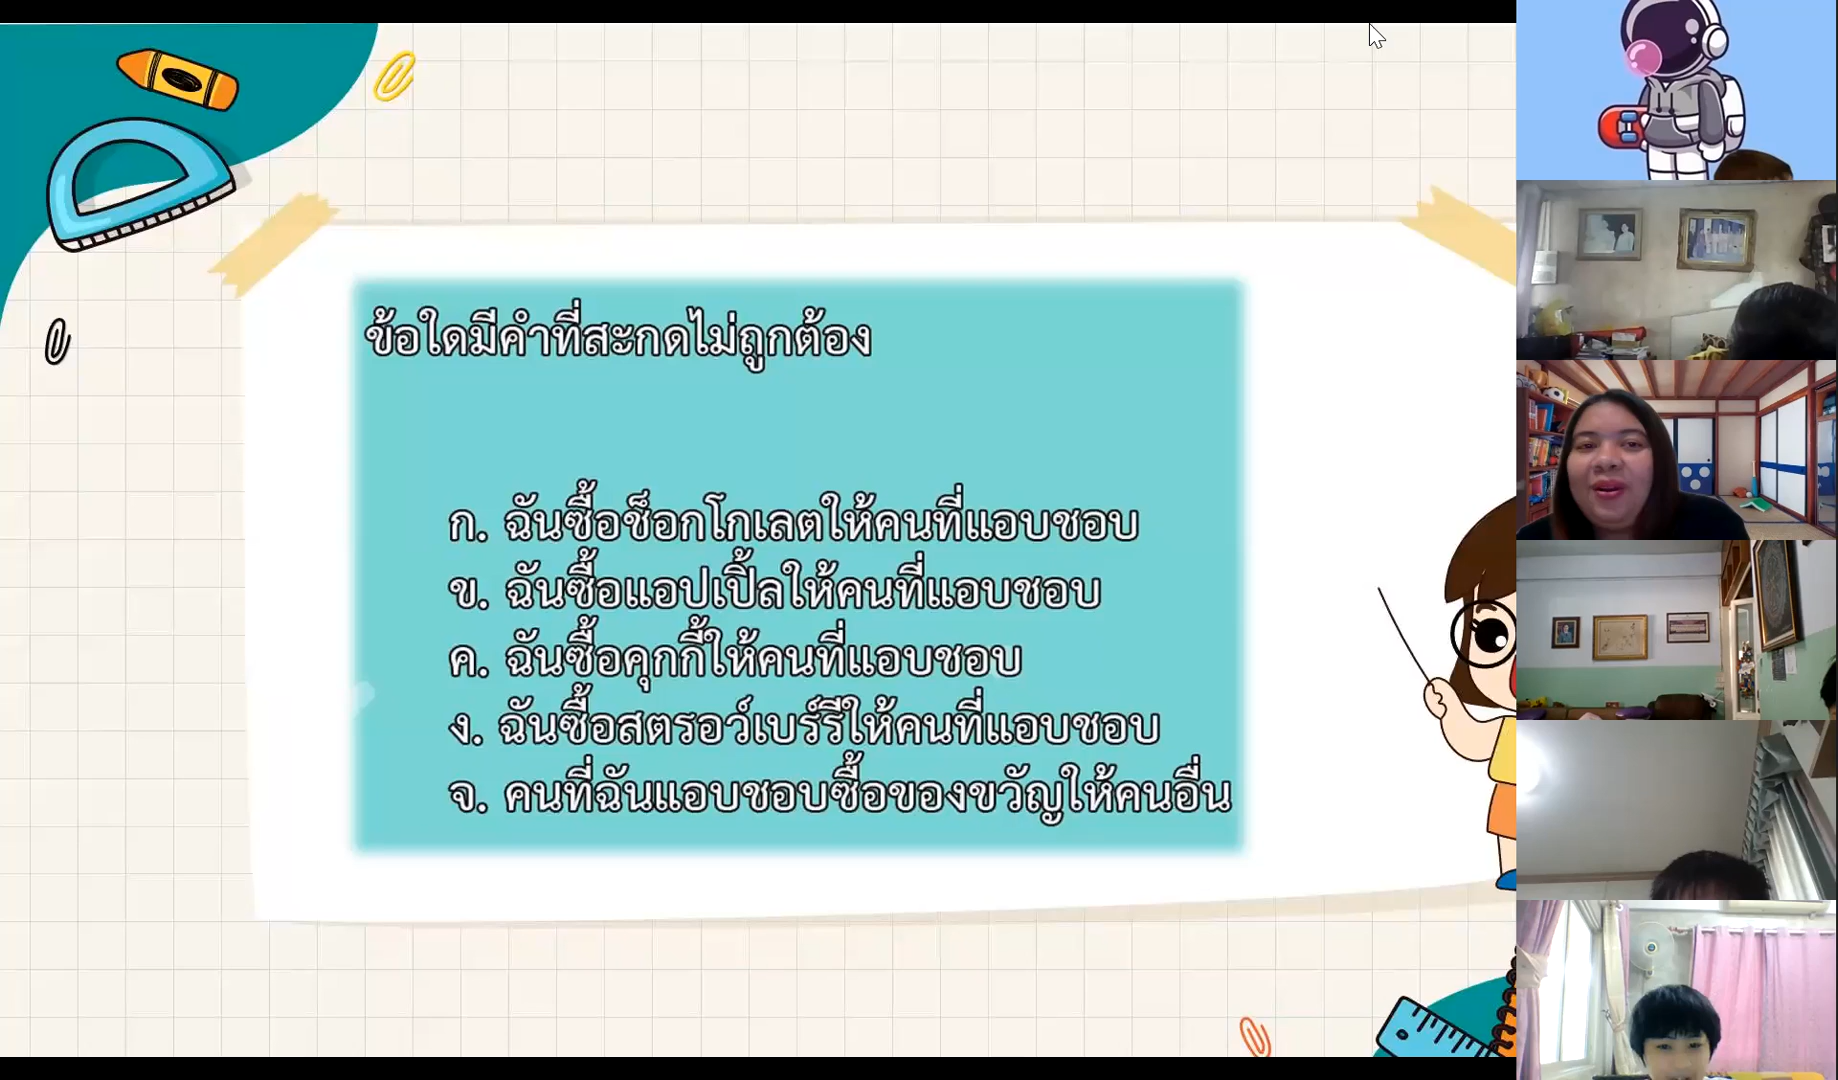 ข้อใดมีคำที่สะกดไม่ถูกต้อง
ก. ฉันซื้อช็อกโกเลตให้คนที่แอบชอบ
ข. ฉันซื้อแอปเปิ้ลให้คนที่แอบชอบ
ค. ฉันซื้อคุกกี้ให้คนที่แอบชอบ
ง. ฉันซื้อสตรอว์เบร์รีให้คนที่แอบชอบ
จ. คนที่ฉันแอบชอบซื้อของขวัญให้คนอื่น